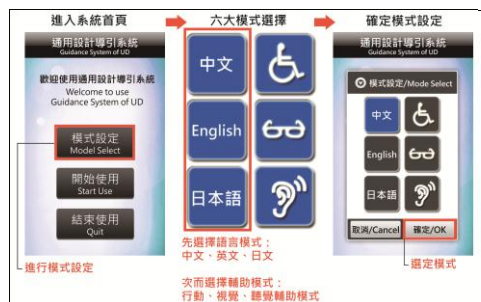 進入系統首頁
六大模式選擇
確定模式設定
通用設計導引系統
Guidance System of UD
歡迎使用通用設計導引系統
Welcome to use
Guidance System of UD
模式設定
Model Select
開始使用
Start Use
結束使用
Quit
進行模式設定
中文
English
日本語
先選擇語言模式：
中文、英文、日文
次而選擇輔助模式：
行動、視覺、聽覺輔助模式
通用設計導引系統
Guidance System of UD
模式設定/Mode Select
中文
English
日本語
取消/Cancel
確定/OK
選定模式